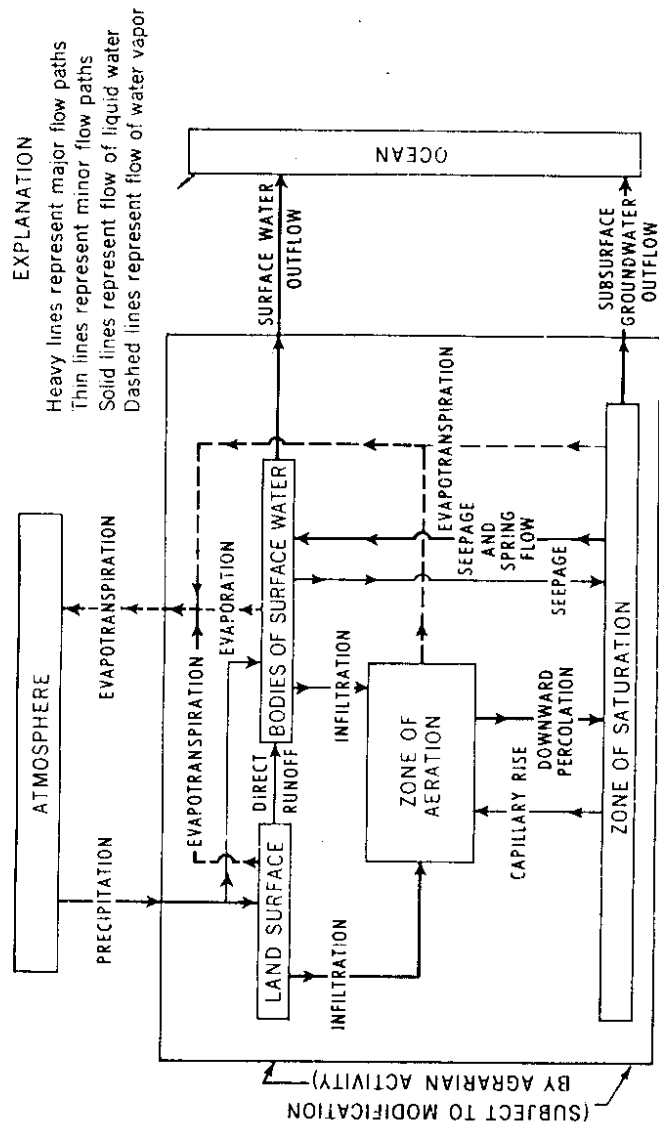 EXPLANATION
Heavy lines represent major flow paths
Thin lines represent minor flow paths
Solid lines represent flow of liquid water
Dashed lines represent flow of water vapor
ATMOSPHERE
PRECIPITATION
EVAPOTRANSPIRATION
EVAPOTRANSPIRATION
EVAPORATION
LAND SURFACE
DIRECT
RUNOFF
BODIES OF SURFACE WATER
SURFACE WATER
OUTFLOW
OCEAN
INFILTRATION
INFILTRATION
ZONE OF
AERATION
EVAPOTRANSPIRATION
SEEPAGE
AND
SPRING
FLOW
SEEPAGE
CAPILLARY RISE
DOWNWARD
PERCOLATION
ZONE OF SATURATION
SUBSURFACE
GROUNDWATER
OUTFLOW
(SUBJECT TO MODIFICATION
BY AGRARIAN ACTIVITY)